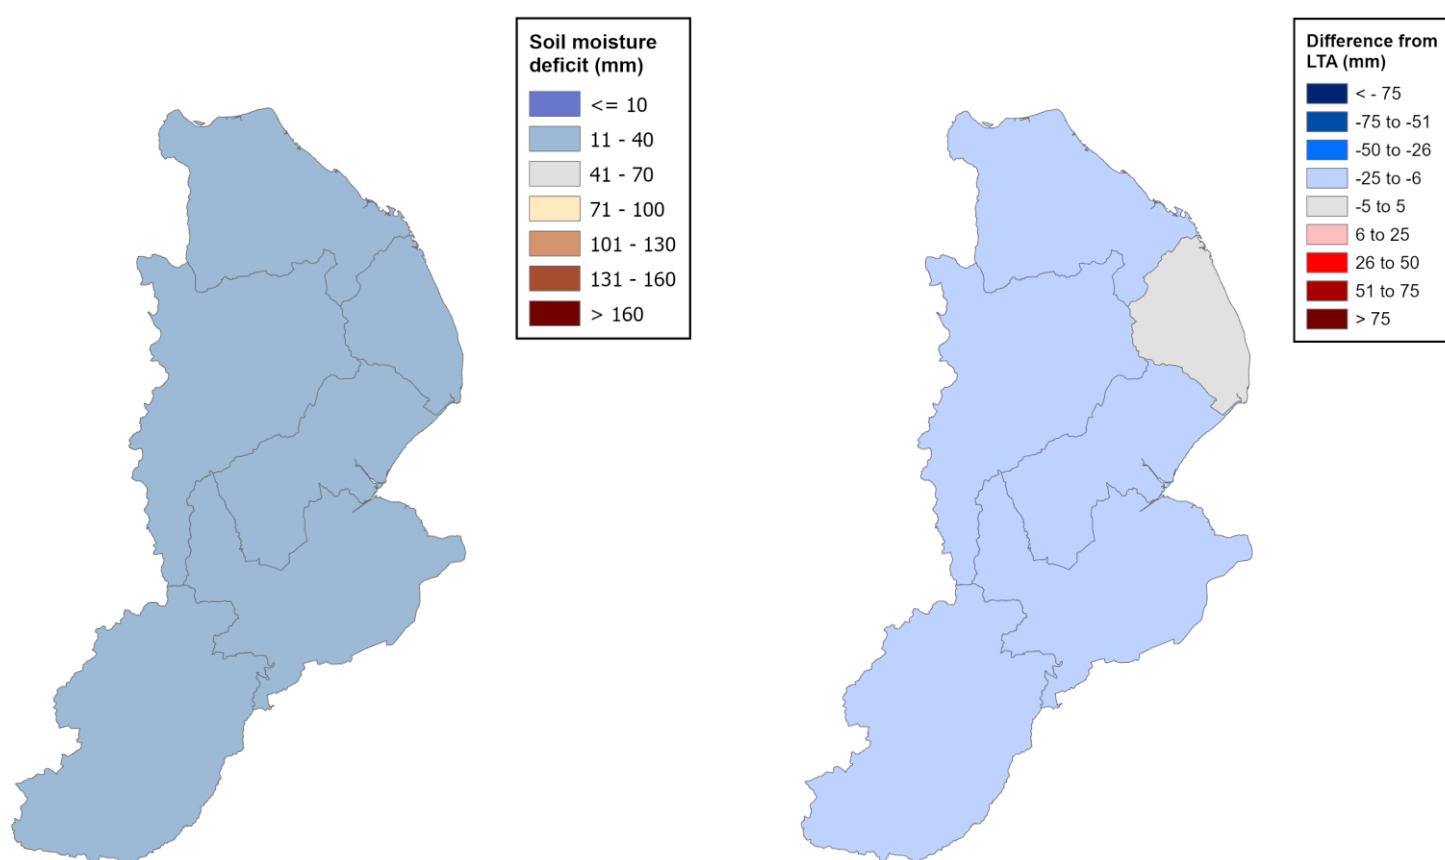 Soil moisture
deficit (mm)
<= 10
11 - 40
41 - 70
71 - 100
101 - 130
131 - 160
> 160
Difference from
LTA (mm)
< - 75
-75 to -51
-50 to -26
-25 to -6
-5 to 5
6 to 25
26 to 50
51 to 75
> 75